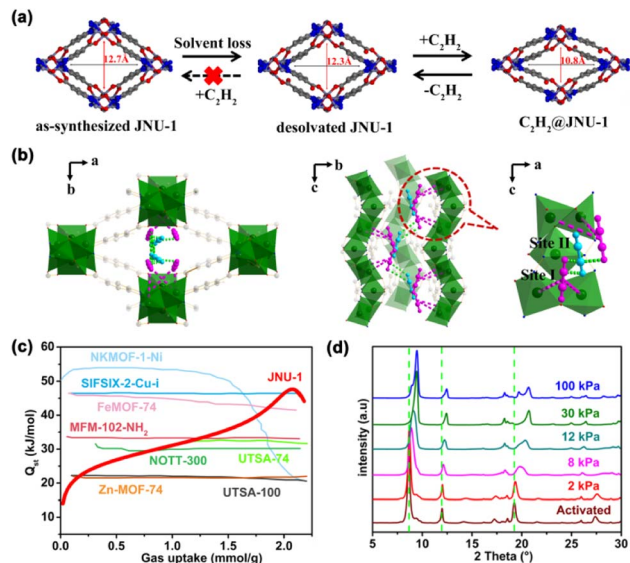 (a)
12.7Å
Solvent loss
+C₂H₂
12.3Å
+C₂H₂
-C₂H₂
10.8Å
as-synthesized JNU-1
desolvated JNU-1
C₂H₂@JNU-1
(b)
a
b
b
c
a
c
Site II
Site I
(c)
NKMOF-1-Ni
JNU-1
SIFSIX-2-Cu-i
FeMOF-74
MFM-102-NH₂
NOTT-300
UTSA-74
Zn-MOF-74
UTSA-100
Qst (kJ/mol)
60
50
40
30
20
10
0.0
0.5
1.0
1.5
2.0
Gas uptake (mmol/g)
(d)
100 kPa
30 kPa
12 kPa
8 kPa
2 kPa
Activated
intensity (a.u)
5
10
15
20
25
30
2 Theta (°)